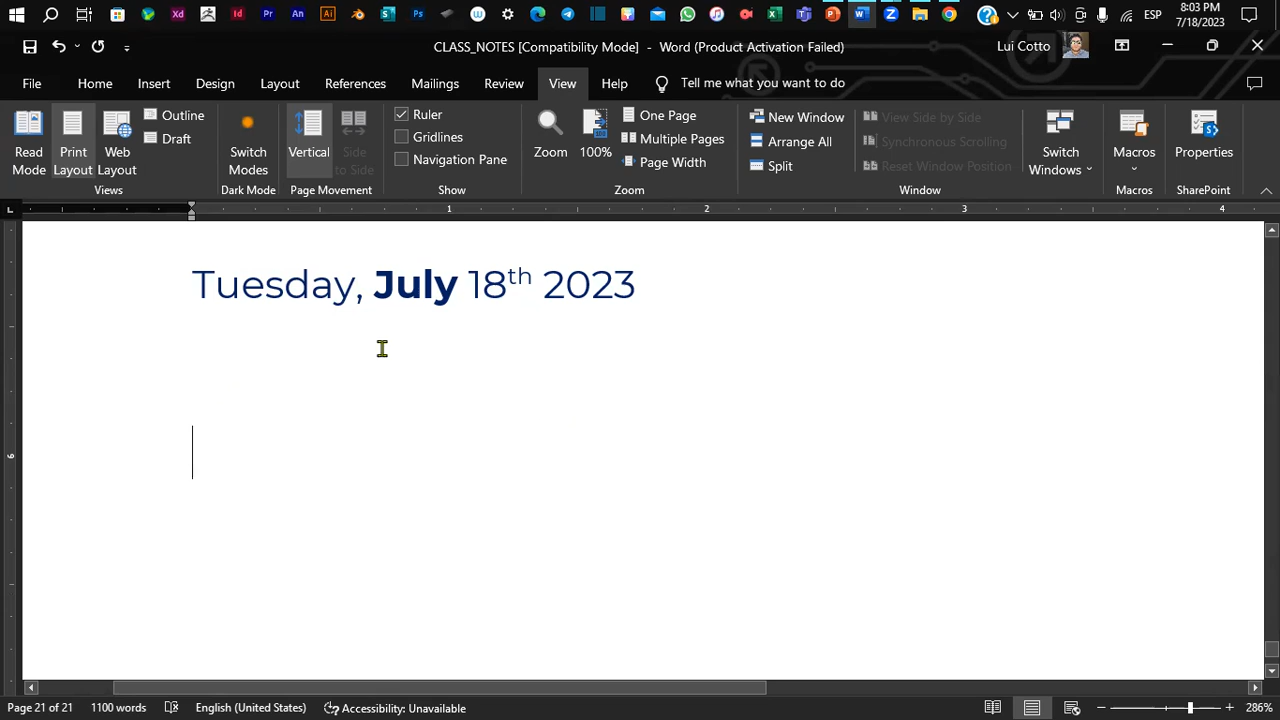 8:03 PM
ESP
7/18/2023
CLASS_NOTES [Compatibility Mode] - Word (Product Activation Failed)
Lui Cotto
File Home Insert Design Layout References Mailings Review View Help Tell me what you want to do
Read Mode
Print Layout
Web Layout
Outline
Draft
Views
Switch Modes
Dark Mode
Vertical
Side to Side
Page Movement
Ruler
Gridlines
Navigation Pane
Show
Zoom
100%
One Page
Multiple Pages
Page Width
Zoom
New Window
Arrange All
Split
View Side by Side
Synchronous Scrolling
Reset Window Position
Window
Switch Windows
Macros
Macros
Properties
SharePoint
1 2 3 4
Tuesday, July 18th 2023
6
Page 21 of 21 1100 words English (United States) Accessibility: Unavailable 286%